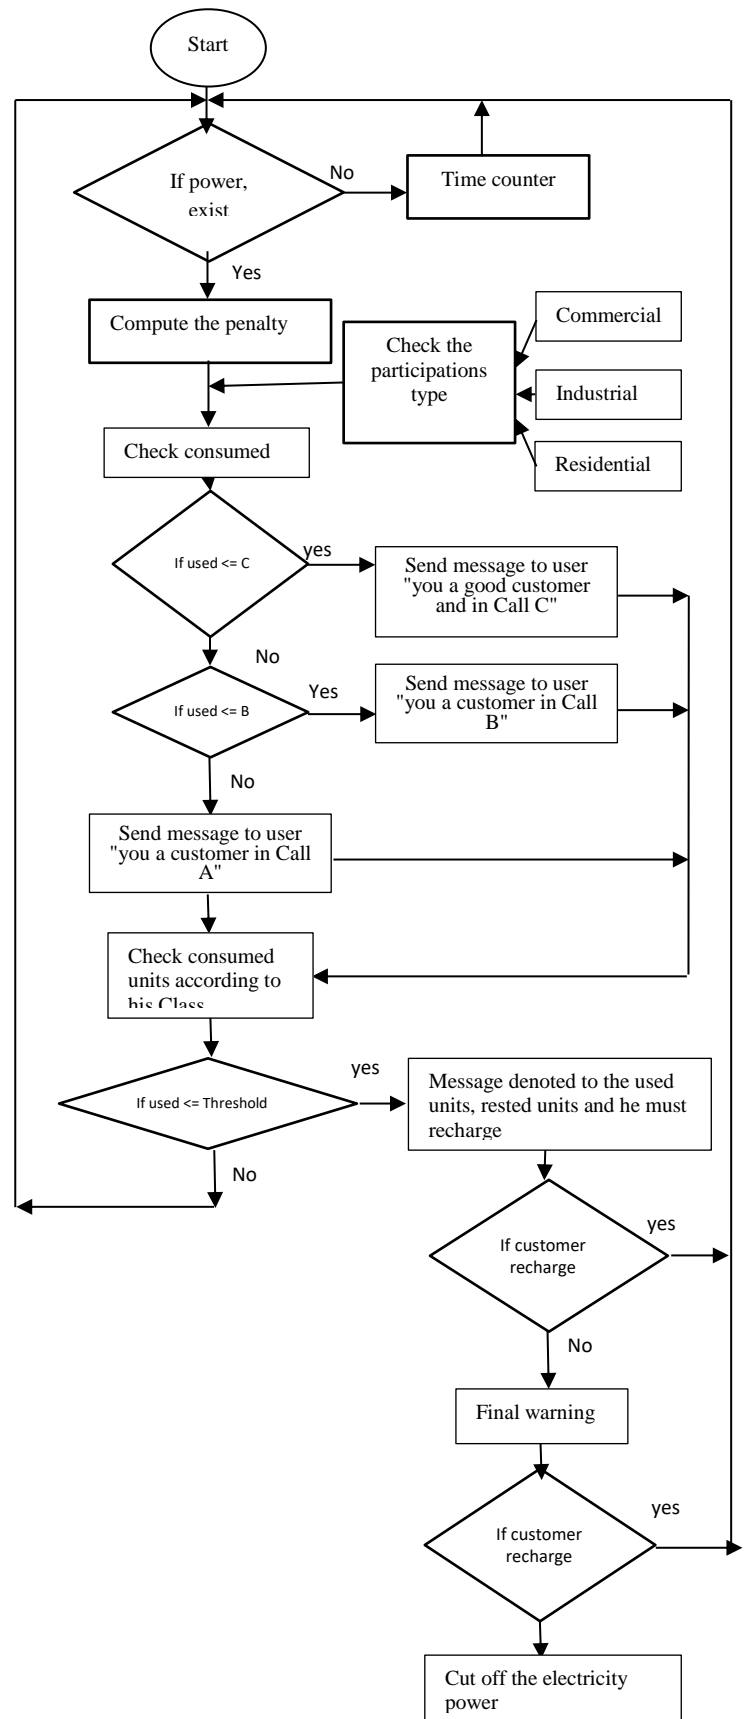 Start
If power,
exist
No
Time counter
Yes
Compute the penalty
Commercial
Check the
participations
type
Industrial
Residential
Check consumed
If used <= C
yes
Send message to user
"you a good customer
and in Call C"
No
If used <= B
Yes
Send message to user
"you a customer in Call
B"
No
Send message to user
"you a customer in Call
A"
Check consumed
units according to
his Class
If used <= Threshold
yes
Message denoted to the used
units, rested units and he must
recharge
No
If customer
recharge
yes
No
Final warning
If customer
recharge
yes
Cut off the electricity
power